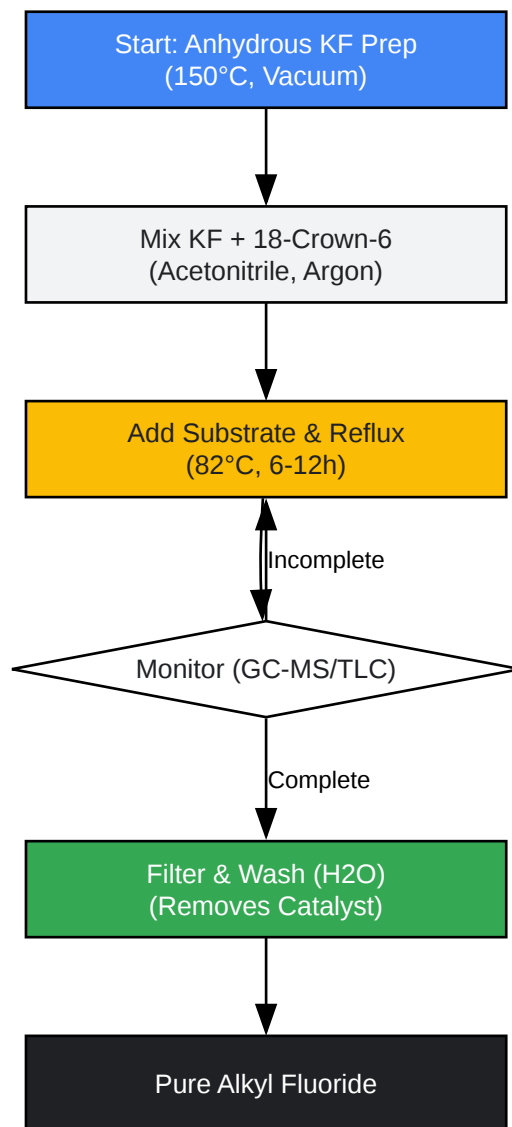 Start: Anhydrous KF Prep
(150°C, Vacuum)
Mix KF + 18-Crown-6
(Acetonitrile, Argon)
Add Substrate & Reflux
(82°C, 6-12h)
Incomplete
Monitor (GC-MS/TLC)
Complete
Filter & Wash (H2O)
(Removes Catalyst)
Pure Alkyl Fluoride